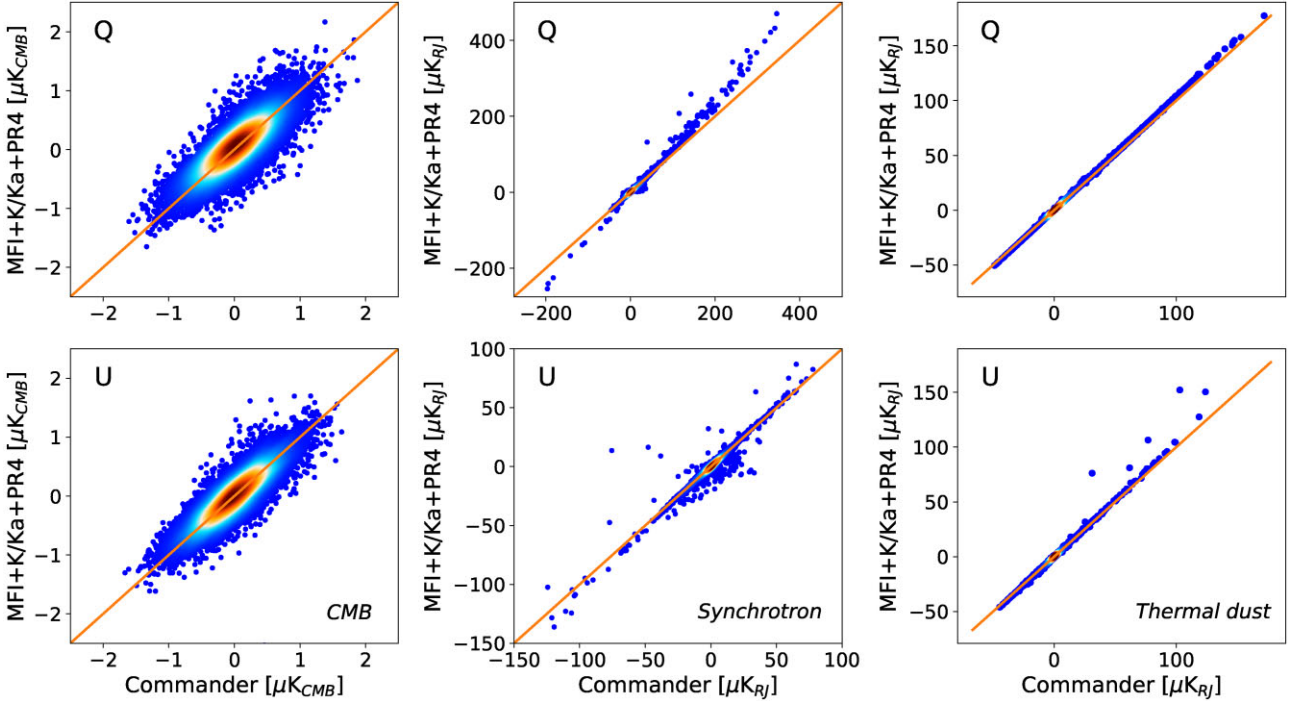 Q
MFI+K/Ka+PR4 [μK_CMB]
2
1
0
−1
−2
−2 −1 0 1 2
Q
MFI+K/Ka+PR4 [μK_RJ]
400
200
0
−200
−200 0 200 400
Q
MFI+K/Ka+PR4 [μK_RJ]
150
100
50
0
−50
0 100
U
MFI+K/Ka+PR4 [μK_CMB]
2
1
0
−1
−2
CMB
−2 −1 0 1 2
Commander [μK_CMB]
U
MFI+K/Ka+PR4 [μK_RJ]
100
50
0
−50
−100
−150
Synchrotron
−150 −100 −50 0 50 100
Commander [μK_RJ]
U
MFI+K/Ka+PR4 [μK_RJ]
150
100
50
0
−50
Thermal dust
0 100
Commander [μK_RJ]